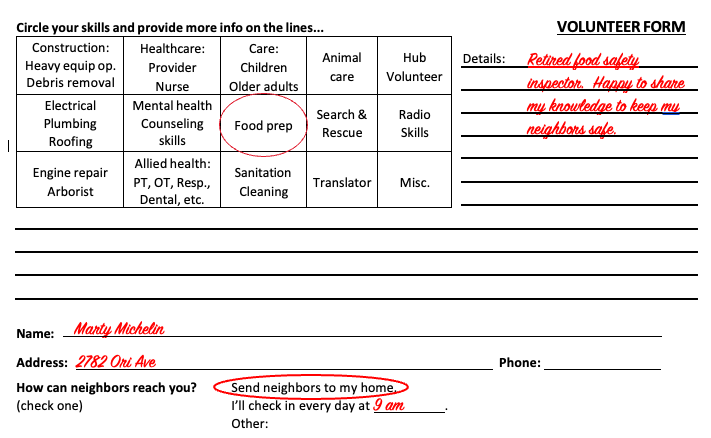 Circle your skills and provide more info on the lines...
VOLUNTEER FORM
Construction:
Heavy equip op.
Debris removal
Healthcare:
Provider
Nurse
Care:
Children
Older adults
Animal
care
Hub
Volunteer
Electrical
Plumbing
Roofing
Mental health
Counseling
skills
Food prep
Search &
Rescue
Radio
Skills
Engine repair
Arborist
Allied health:
PT, OT, Resp.,
Dental, etc.
Sanitation
Cleaning
Translator
Misc.
Details: Retired food safety
inspector. Happy to share
my knowledge to keep my
neighbors safe.
Name: Marty Michelin
Address: 2782 Ori Ave Phone:
How can neighbors reach you? Send neighbors to my home.
(check one) I'll check in every day at 9 am.
Other: